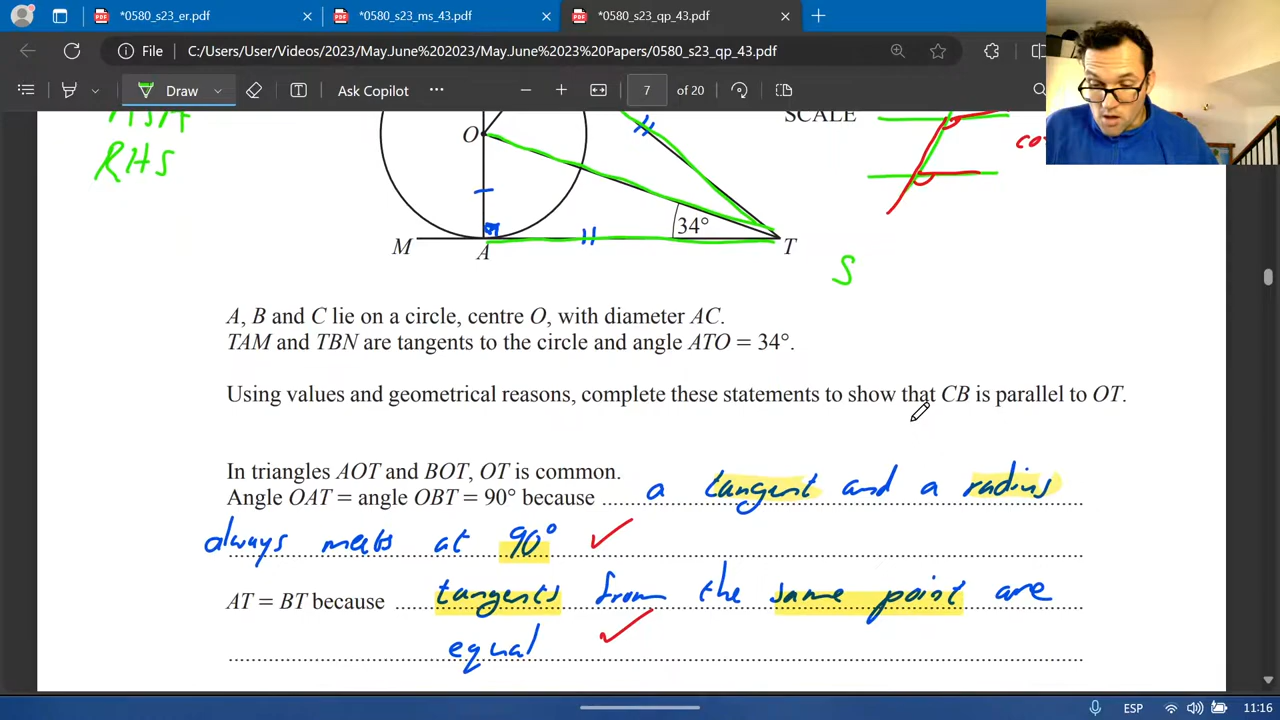 *0580_s23_er.pdf
*0580_s23_ms_43.pdf
*0580_s23_qp_43.pdf
File
C:/Users/User/Videos/2023/May.June%202023/May.June%2023%20Papers/0580_s23_qp_43.pdf
Draw
Ask Copilot
7 of 20
RHS
SCALE
O
34°
M
A
T
S
A, B and C lie on a circle, centre O, with diameter AC.
TAM and TBN are tangents to the circle and angle ATO = 34°.
Using values and geometrical reasons, complete these statements to show that CB is parallel to OT.
In triangles AOT and BOT, OT is common.
Angle OAT = angle OBT = 90° because a tangent and a radius
always meets at 90°
AT = BT because tangents from the same point are
equal
ESP
11:16